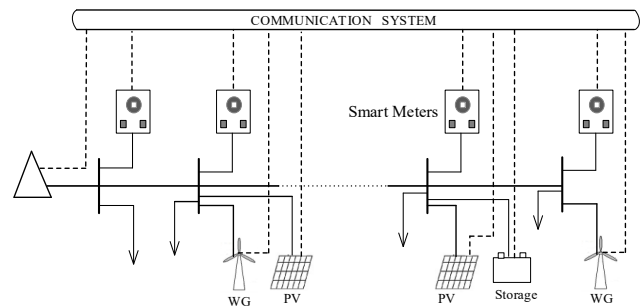 COMMUNICATION SYSTEM
Smart Meters
WG
PV
PV
Storage
WG